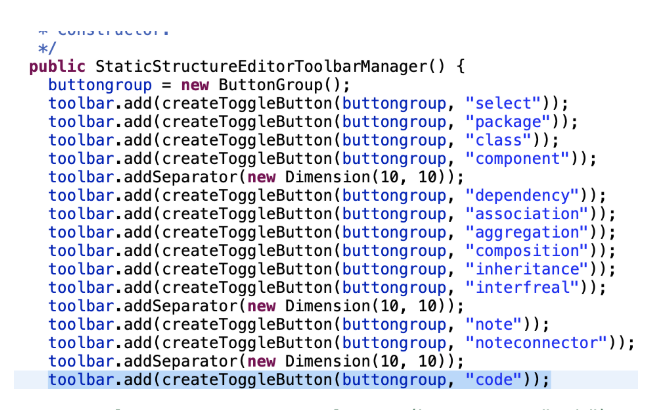 * Constructor.
*/
public StaticStructureEditorToolbarManager() {
buttongroup = new ButtonGroup();
toolbar.add(createToggleButton(buttongroup, "select"));
toolbar.add(createToggleButton(buttongroup, "package"));
toolbar.add(createToggleButton(buttongroup, "class"));
toolbar.add(createToggleButton(buttongroup, "component"));
toolbar.addSeparator(new Dimension(10, 10));
toolbar.add(createToggleButton(buttongroup, "dependency"));
toolbar.add(createToggleButton(buttongroup, "association"));
toolbar.add(createToggleButton(buttongroup, "aggregation"));
toolbar.add(createToggleButton(buttongroup, "composition"));
toolbar.add(createToggleButton(buttongroup, "inheritance"));
toolbar.add(createToggleButton(buttongroup, "interfreal"));
toolbar.addSeparator(new Dimension(10, 10));
toolbar.add(createToggleButton(buttongroup, "note"));
toolbar.add(createToggleButton(buttongroup, "noteconnector"));
toolbar.addSeparator(new Dimension(10, 10));
toolbar.add(createToggleButton(buttongroup, "code"));